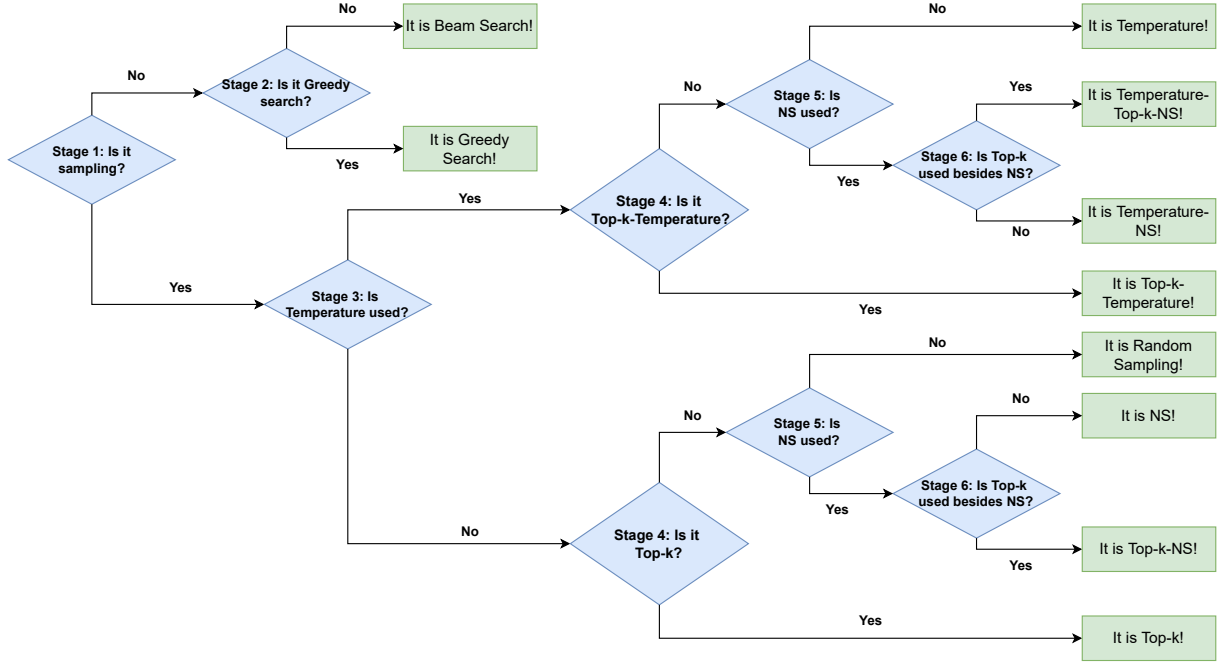 Stage 1: Is it
sampling?
No
Yes
Stage 2: Is it Greedy
search?
No
It is Beam Search!
Yes
It is Greedy
Search!
Stage 3: Is
Temperature used?
Yes
No
Stage 4: Is it
Top-k-Temperature?
No
Yes
Stage 5: Is
NS used?
No
It is Temperature!
Yes
Stage 6: Is Top-k
used besides NS?
Yes
It is Temperature-
Top-k-NS!
No
It is Temperature-
NS!
It is Top-k-
Temperature!
Stage 4: Is it
Top-k?
No
Yes
Stage 5: Is
NS used?
No
It is Random
Sampling!
Yes
Stage 6: Is Top-k
used besides NS?
No
It is NS!
Yes
It is Top-k-NS!
It is Top-k!